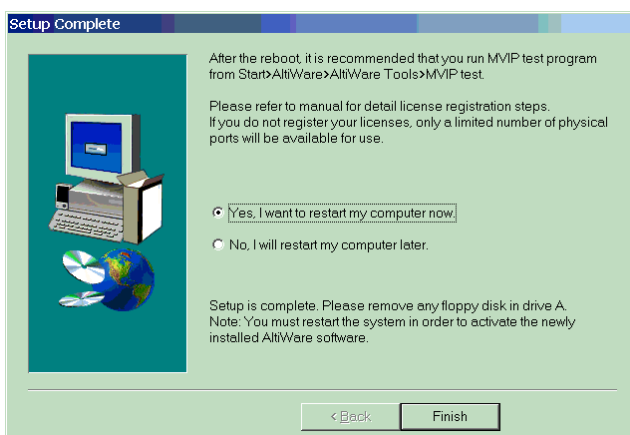 Setup Complete
After the reboot, it is recommended that you run MVIP test program
from Start>AltiWare>AltiWare Tools>MVIP test.
Please refer to manual for detail license registration steps.
If you do not register your licenses, only a limited number of physical
ports will be available for use.
Yes, I want to restart my computer now.
No, I will restart my computer later.
Setup is complete. Please remove any floppy disk in drive A.
Note: You must restart the system in order to activate the newly
installed AltiWare software.
< Back
Finish